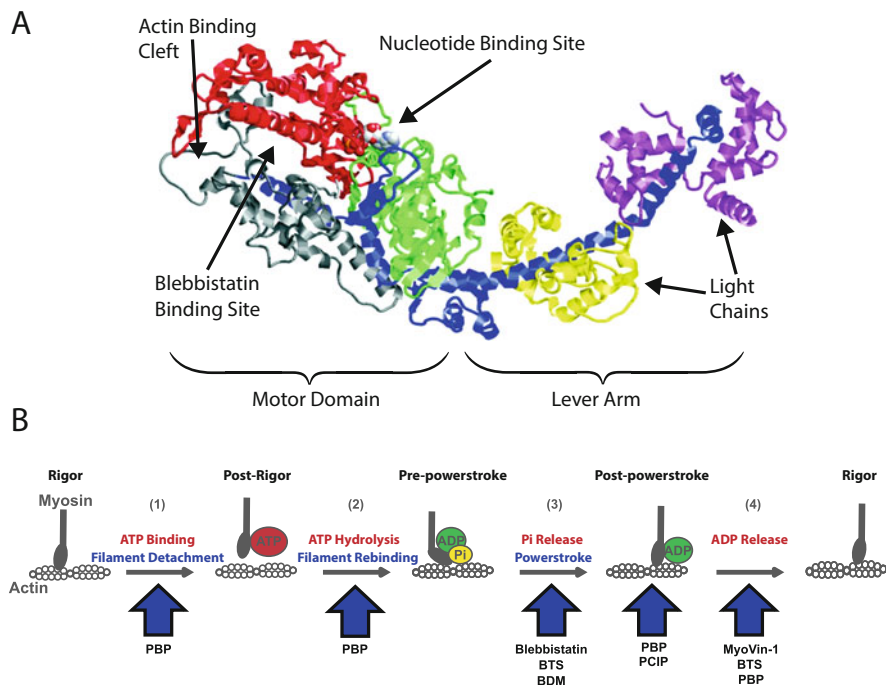 A
Actin Binding
Cleft
Nucleotide Binding Site
Blebbistatin
Binding Site
Light
Chains
Motor Domain
Lever Arm
B
Rigor
Post-Rigor
Pre-powerstroke
Post-powerstroke
Rigor
Myosin
(1)
(2)
(3)
(4)
ATP Binding
Filament Detachment
ATP
ATP Hydrolysis
Filament Rebinding
ADP
Pi
Pi Release
Powerstroke
ADP
ADP Release
Actin
PBP
PBP
Blebbistatin
BTS
BDM
PBP
PCIP
MyoVin-1
BTS
PBP